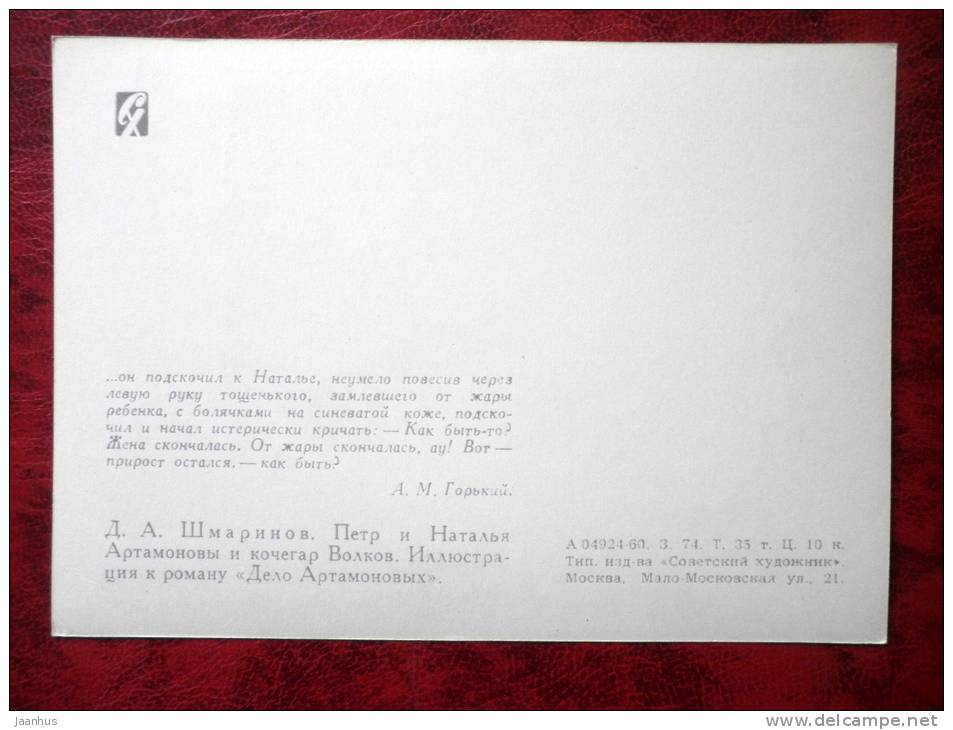 СХ
...он подскочил к Наталье, неумело повесив через
левую руку тощенького, замлевшего от жары
ребенка, с болячками на синеватой коже, подско-
чил и начал истерически кричать: — Как быть-то?
Жена скончалась. От жары скончалась, ау! Вот —
прирост остался, — как быть?
А. М. Горький.
Д. А. Шмаринов. Петр и Наталья
Артамоновы и кочегар Волков. Иллюстра-
ция к роману «Дело Артамоновых».
А 04924-60. З. 74. Т. 35 т. Ц. 10 к.
Тип. изд-ва «Советский художник».
Москва, Мало-Московская ул., 21.
Jaanhus
www.delcampe.net